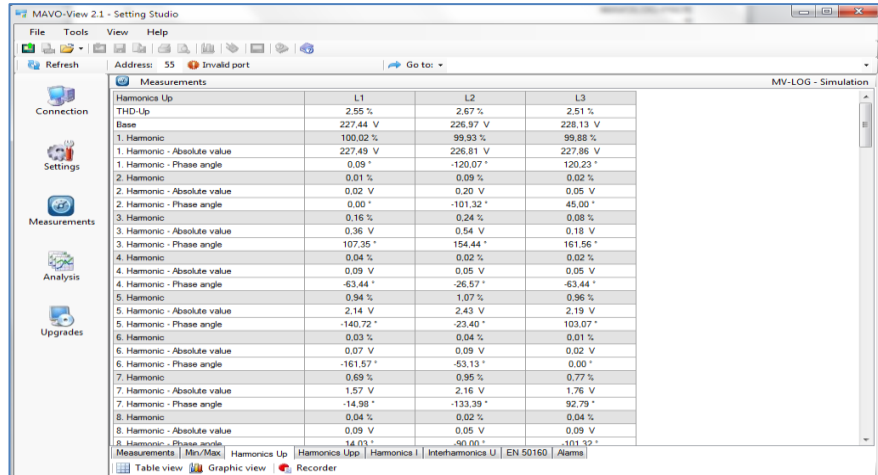 MAVO-View 2.1 - Setting Studio
File Tools View Help
Refresh Address: 55 Invalid port Go to:
Measurements MV-LOG - Simulation
Connection
Settings
Measurements
Analysis
Upgrades
Harmonics Up L1 L2 L3
THD-Up 2,55 % 2,67 % 2,51 %
Base 227,44 V 226,97 V 228,13 V
1. Harmonic 100,02 % 99,93 % 99,88 %
1. Harmonic - Absolute value 227,49 V 226,81 V 227,86 V
1. Harmonic - Phase angle 0,09 ° -120,07 ° 120,23 °
2. Harmonic 0,01 % 0,09 % 0,02 %
2. Harmonic - Absolute value 0,02 V 0,20 V 0,05 V
2. Harmonic - Phase angle 0,00 ° -101,32 ° 45,00 °
3. Harmonic 0,16 % 0,24 % 0,08 %
3. Harmonic - Absolute value 0,36 V 0,54 V 0,18 V
3. Harmonic - Phase angle 107,35 ° 154,44 ° 161,56 °
4. Harmonic 0,04 % 0,02 % 0,02 %
4. Harmonic - Absolute value 0,09 V 0,05 V 0,05 V
4. Harmonic - Phase angle -63,44 ° -26,57 ° -63,44 °
5. Harmonic 0,94 % 1,07 % 0,96 %
5. Harmonic - Absolute value 2,14 V 2,43 V 2,19 V
5. Harmonic - Phase angle -140,72 ° -23,40 ° 103,07 °
6. Harmonic 0,03 % 0,04 % 0,01 %
6. Harmonic - Absolute value 0,07 V 0,09 V 0,02 V
6. Harmonic - Phase angle -161,57 ° -53,13 ° 0,00 °
7. Harmonic 0,69 % 0,95 % 0,77 %
7. Harmonic - Absolute value 1,57 V 2,16 V 1,76 V
7. Harmonic - Phase angle -14,98 ° -133,39 ° 92,79 °
8. Harmonic 0,04 % 0,02 % 0,04 %
8. Harmonic - Absolute value 0,09 V 0,05 V 0,09 V
8. Harmonic - Phase angle 14,03 ° -90,00 ° -101,32 °
Measurements Min/Max Harmonics Up Harmonics Upp Harmonics I Interharmonics U EN 50160 Alarms
Table view Graphic view Recorder